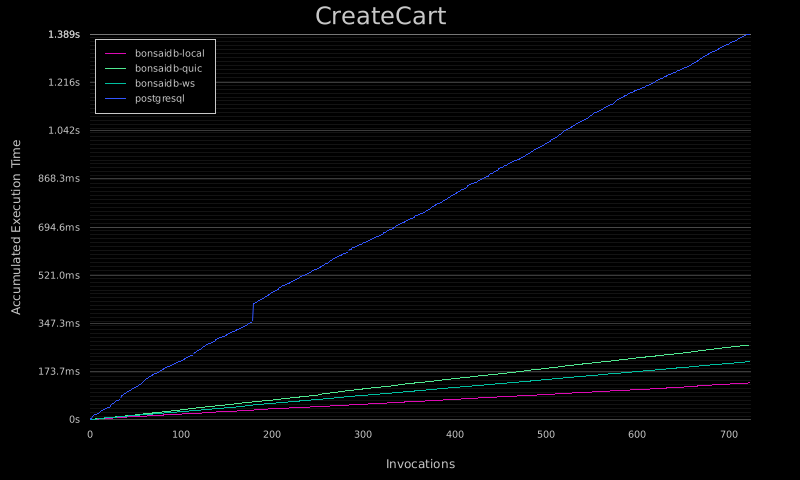 CreateCart
1.389s
bonsaidb-local
bonsaidb-quic
bonsaidb-ws
postgresql
1.216s
1.042s
868.3ms
694.6ms
521.0ms
347.3ms
173.7ms
0s
Accumulated Execution Time
0 100 200 300 400 500 600 700
Invocations